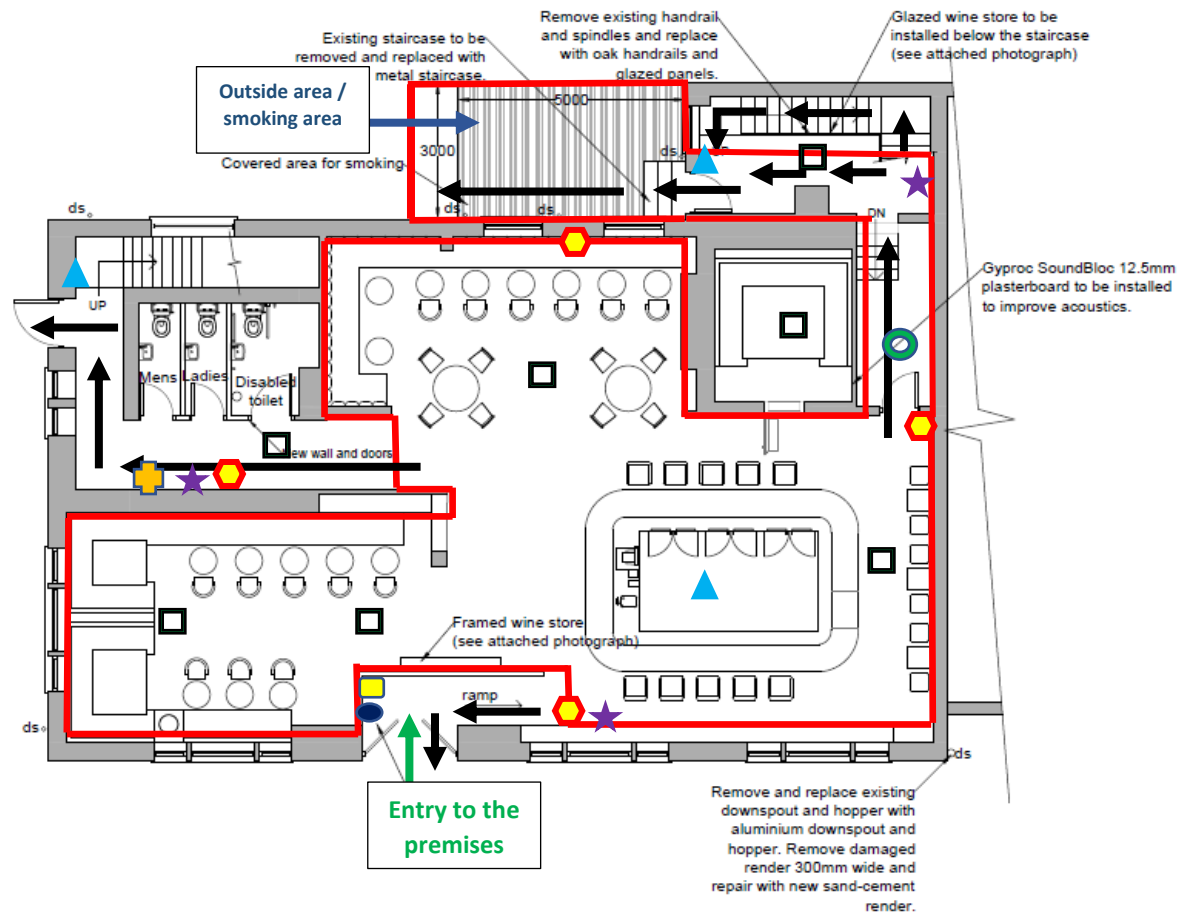 Remove existing handrail
and spindles and replace
with oak handrails and
glazed panels.
Glazed wine store to be
installed below the staircase
(see attached photograph)
Existing staircase to be
removed and replaced with
metal staircase.
Outside area /
smoking area
5000
3000
Covered area for smoking
ds
ds
ds
ds
UP
DN
Gyproc SoundBloc 12.5mm
plasterboard to be installed
to improve acoustics.
Mens
Ladies
Disabled
toilet
ew wall and doors
Framed wine store
(see attached photograph)
ramp
ds
ds
Entry to the
premises
Remove and replace existing
downspout and hopper with
aluminium downspout and
hopper. Remove damaged
render 300mm wide and
repair with new sand-cement
render.